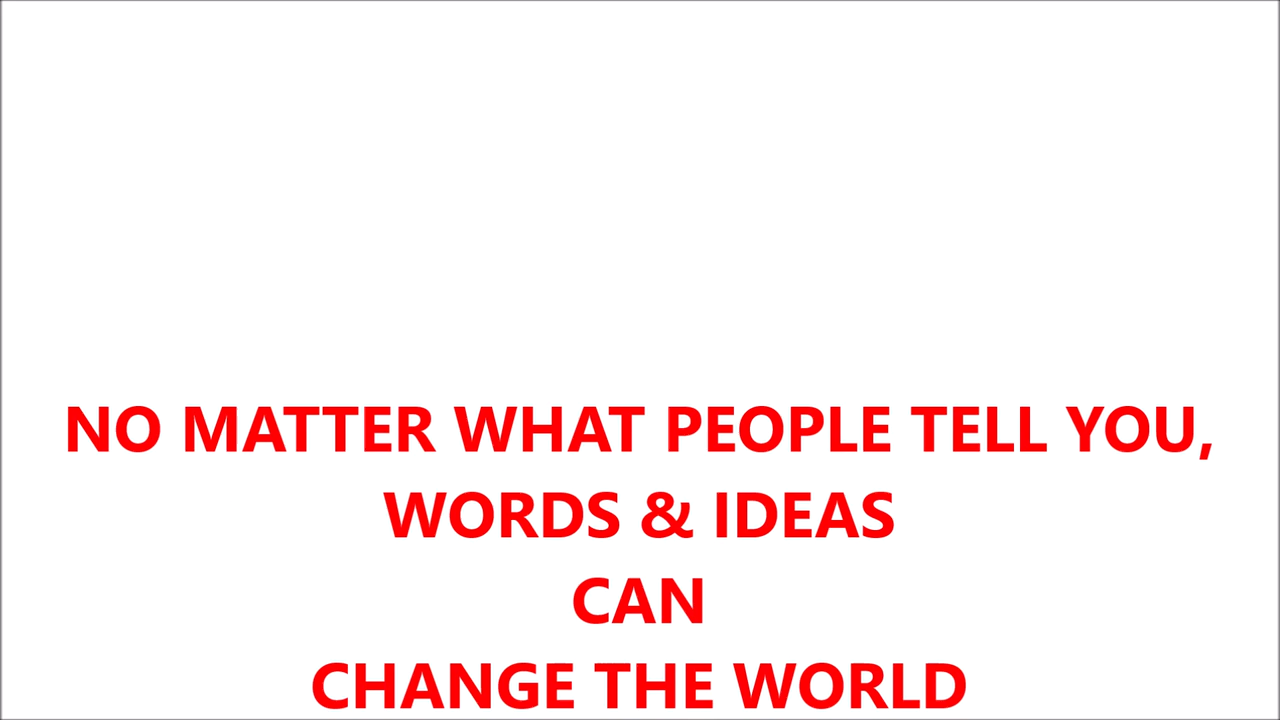 NO MATTER WHAT PEOPLE TELL YOU,
WORDS & IDEAS
CAN
CHANGE THE WORLD